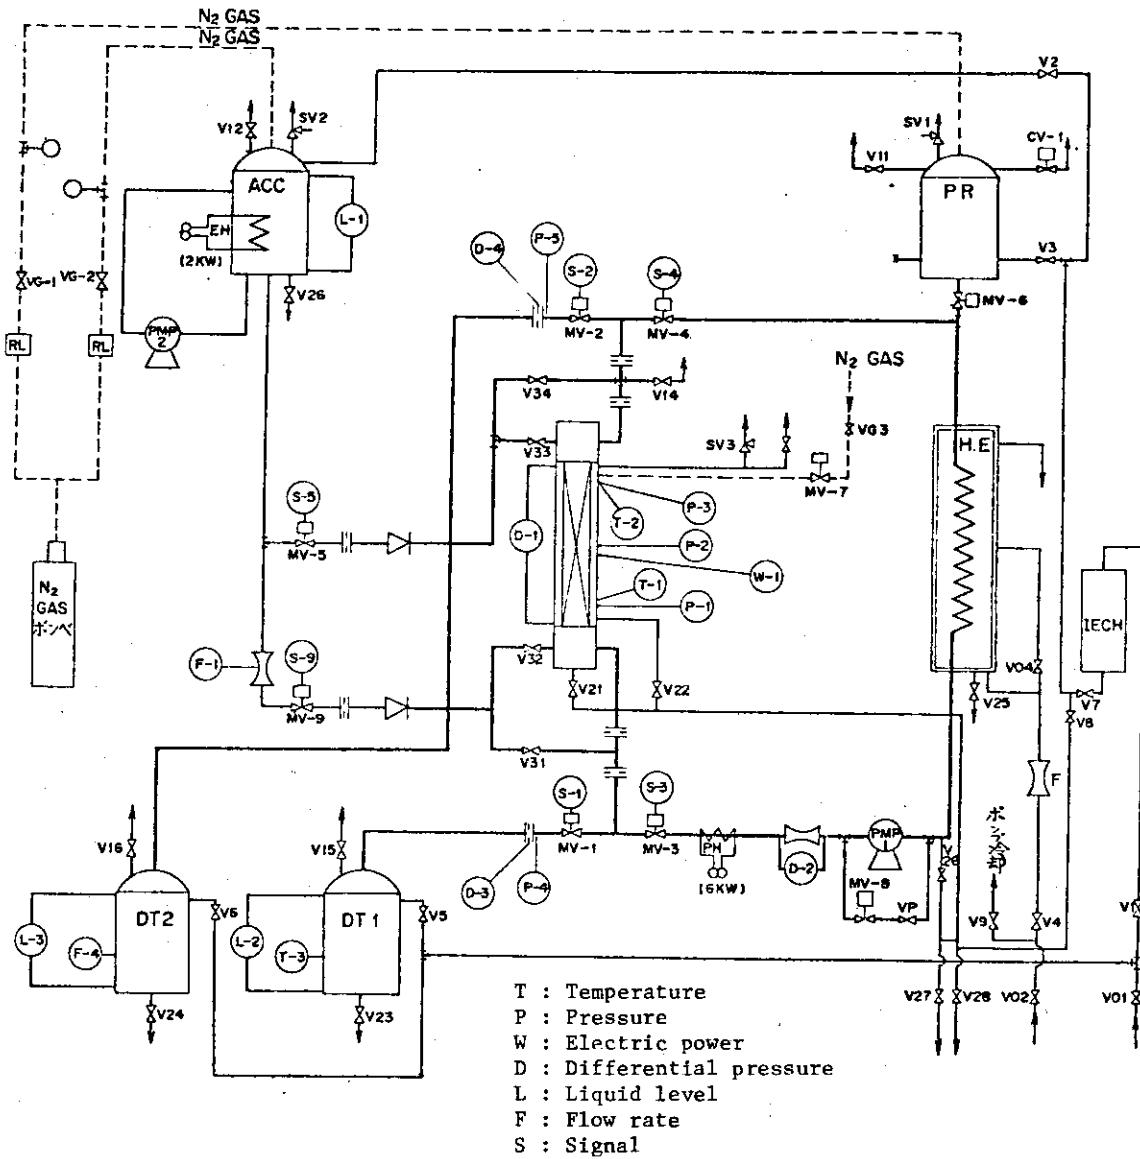 N₂ GAS
N₂ GAS
V2
V12
SV2
SV1
CV-1
V11
ACC
PR
L-1
EH
(2KW)
P-5
D-4
S-2
S-4
V3
VG-1
VG-2
V26
MV-6
PMP
2
MV-2
MV-4
RL
RL
N₂ GAS
V34
V14
VG3
SV3
H.E
V33
MV-7
S-5
P-3
T-2
D-1
P-2
MV-5
W-1
T-1
P-1
N₂
GAS
ボンベ
IECH
F-1
S-9
V32
V04
V21
V22
V25
V7
V8
MV-9
V31
F
S-1
S-3
ポンプ冷却
V16
V15
MV-1
MV-3
PH
PMP
D-2
(6KW)
D-3
P-4
MV-8
VP
DT2
V6
DT1
V5
L-3
F-4
L-2
T-3
V9
V4
V1
V24
V23
V27
V28
V02
V01
T : Temperature
P : Pressure
W : Electric power
D : Differential pressure
L : Liquid level
F : Flow rate
S : Signal